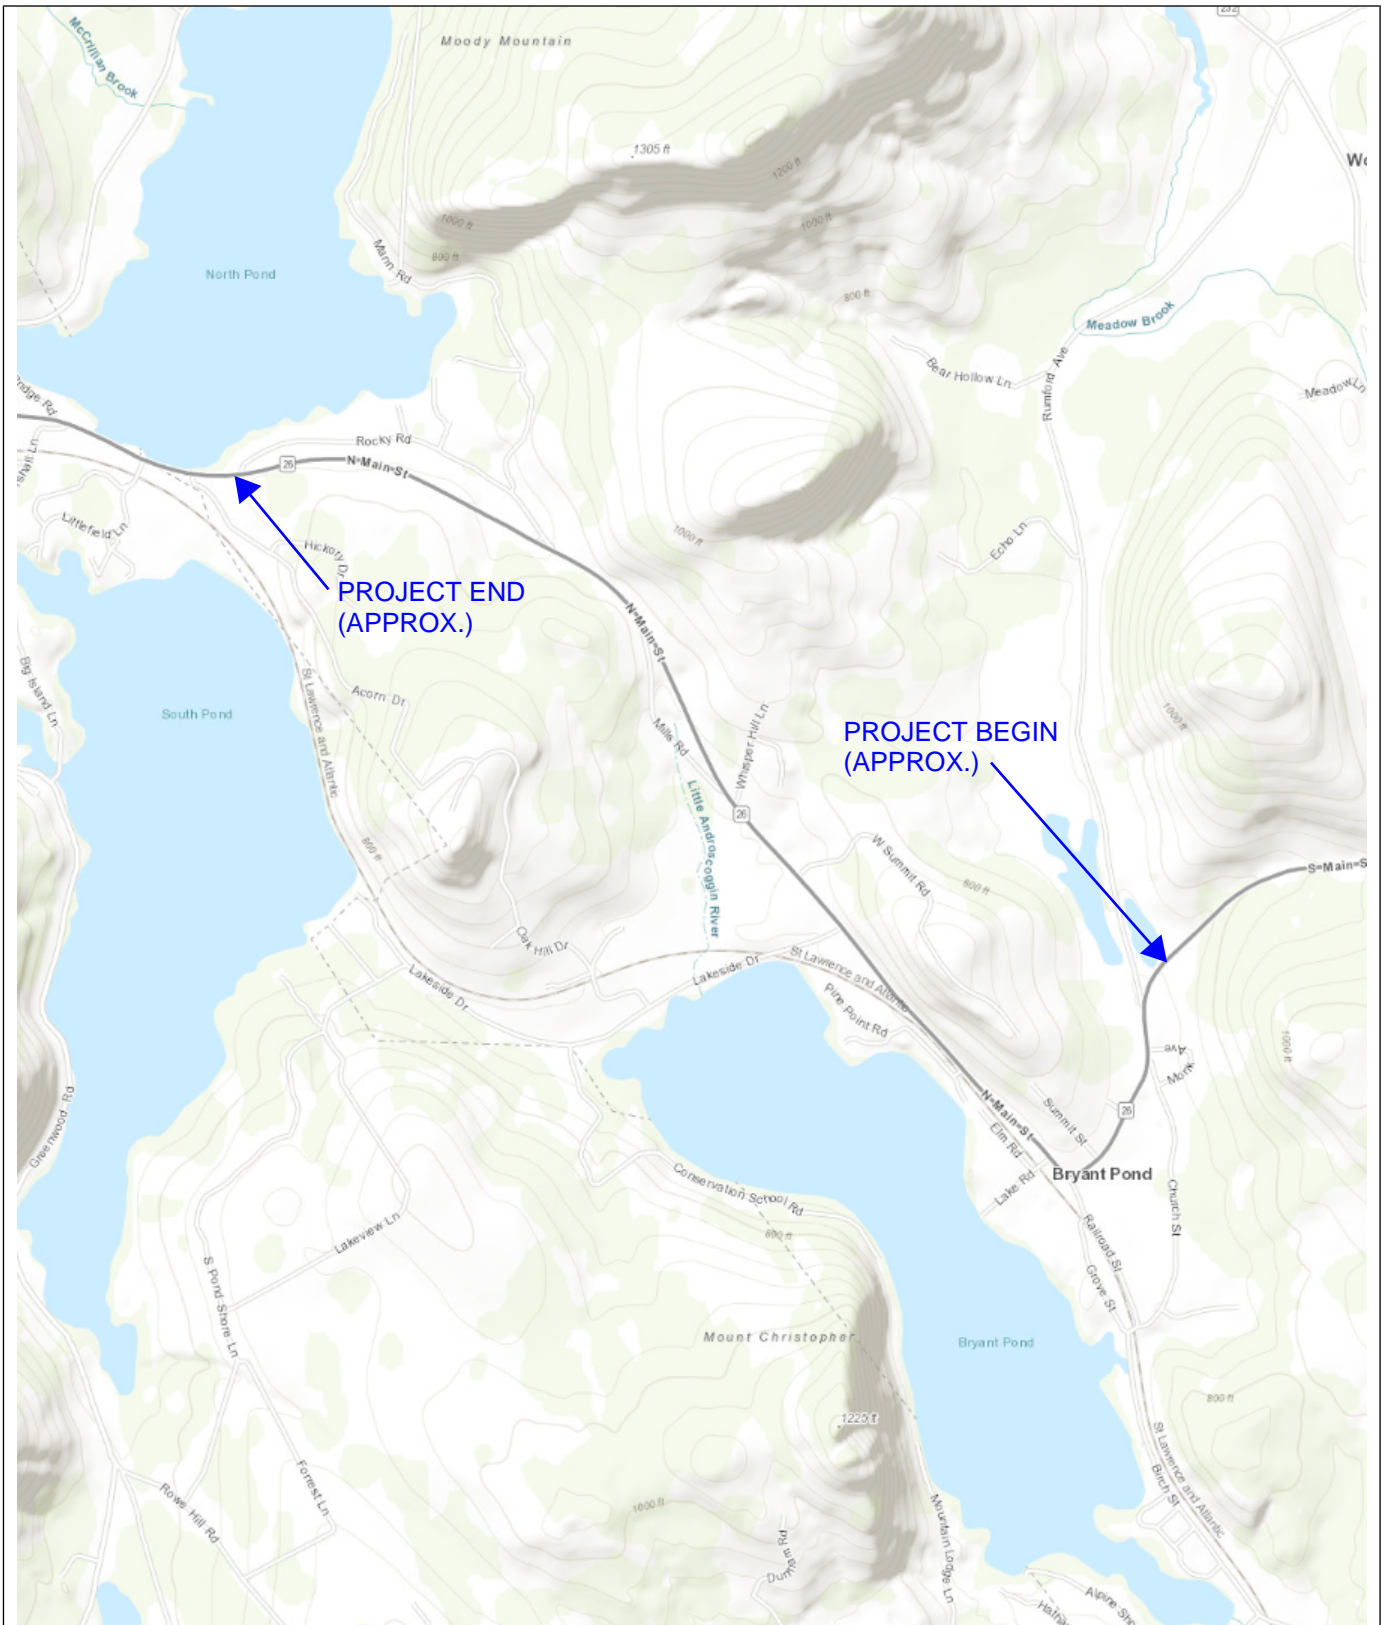 232
McCrillian Brook
Moody Mountain
1305 ft
1200 ft
1000 ft
1000 ft
800 ft
Mann Rd
North Pond
800 ft
Meadow Brook
Bear Hollow Ln
Rumford Ave
Meadow Ln
Rocky Rd
26
N Main St
Littlefield Ln
Hickory Dr
1000 ft
Echo Ln
PROJECT END
(APPROX.)
N Main St
Big Island Ln
St Lawrence and Atlantic
Acorn Dr
South Pond
Mills Rd
Whisper Hill Ln
1000 ft
PROJECT BEGIN
(APPROX.)
Little Androscoggin River
26
800 ft
W Summit Rd
800 ft
Oak Hill Dr
Lakeside Dr
Lakeside Dr
St Lawrence and Atlantic
Pine Point Rd
1000 ft
Monk Ave
Greenwood Rd
N Main St
Elm Rd
Summit St
26
Lake Rd
Bryant Pond
Conservation School Rd
Church St
Lakeview Ln
800 ft
Railroad St
Grove St
S Pond Shore Ln
Mount Christopher
Bryant Pond
800 ft
1225 ft
St Lawrence and Atlantic
Birch St
Forrest Ln
Rowe Hill Rd
1000 ft
Mountain Lodge Ln